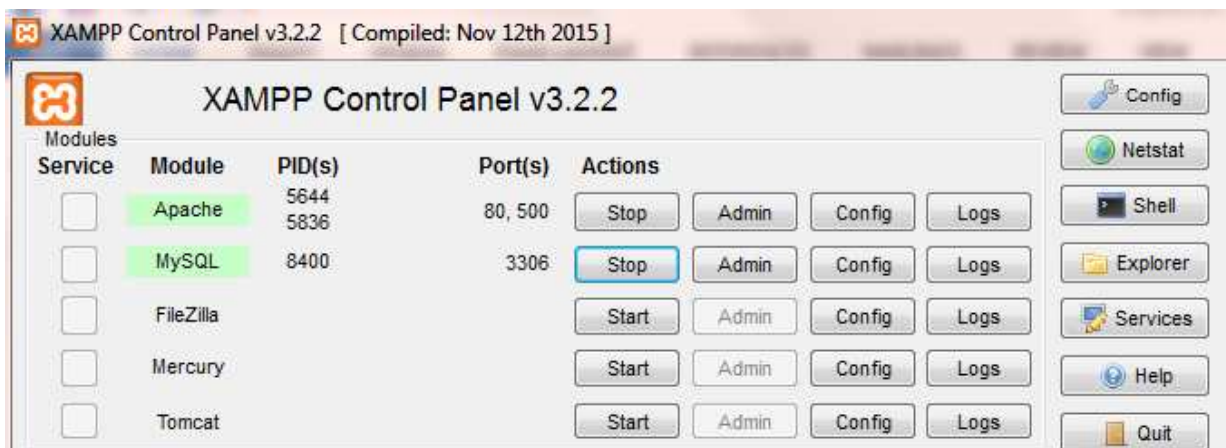 XAMPP Control Panel v3.2.2 [ Compiled: Nov 12th 2015 ]
XAMPP Control Panel v3.2.2
Config
Modules
Netstat
Service Module PID(s) Port(s) Actions
Apache 5644 5836 80, 500 Stop Admin Config Logs
Shell
MySQL 8400 3306 Stop Admin Config Logs
Explorer
FileZilla Start Admin Config Logs
Services
Mercury Start Admin Config Logs
Help
Tomcat Start Admin Config Logs
Quit